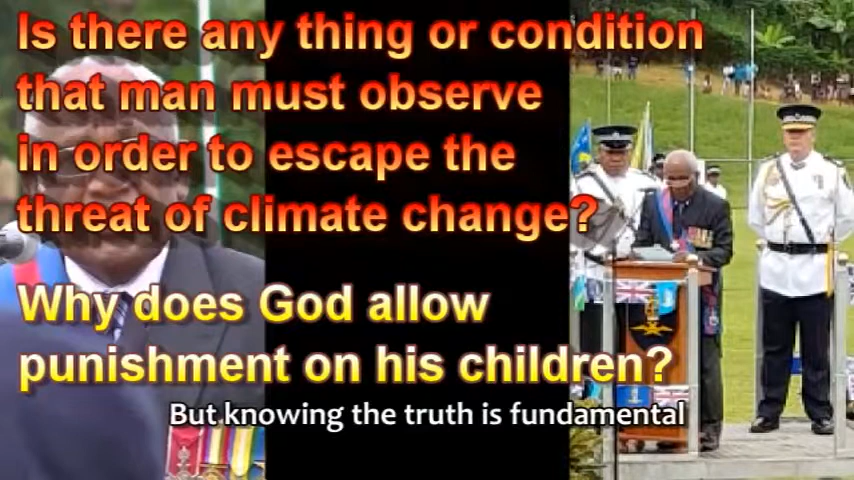 Is there any thing or condition
that man must observe
in order to escape the
threat of climate change?
Why does God allow
punishment on his children?
But knowing the truth is fundamental